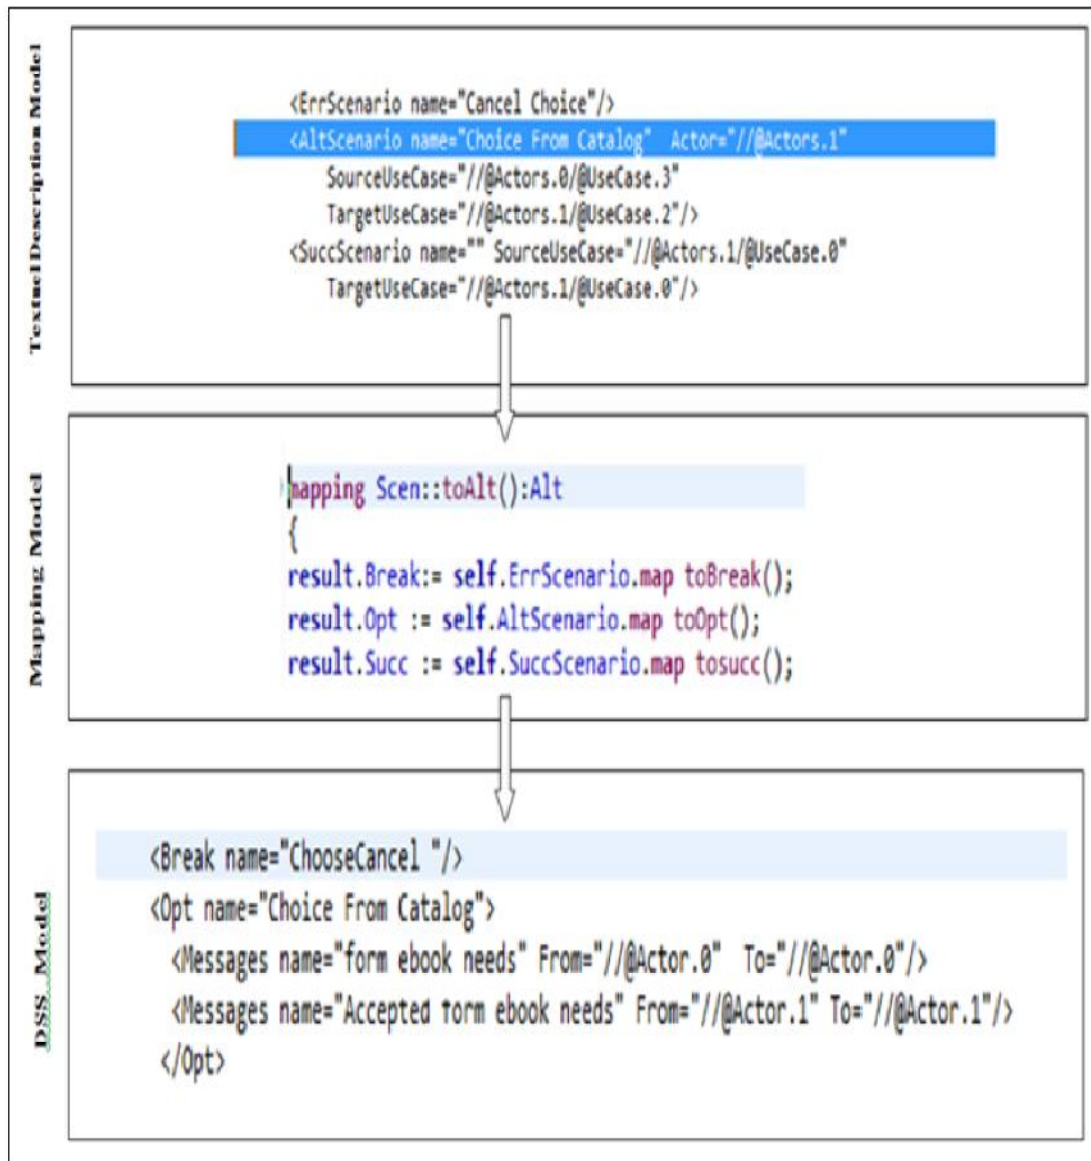 Textuel Description Model
<ErrScenario name="Cancel Choice"/>
<AltScenario name="Choice From Catalog" Actor="//@Actors.1"
SourceUseCase="//@Actors.0/@UseCase.3"
TargetUseCase="//@Actors.1/@UseCase.2"/>
<SuccScenario name="" SourceUseCase="//@Actors.1/@UseCase.0"
TargetUseCase="//@Actors.1/@UseCase.0"/>
Mapping Model
mapping Scen::toAlt():Alt
{
result.Break:= self.ErrScenario.map toBreak();
result.Opt := self.AltScenario.map toOpt();
result.Succ := self.SuccScenario.map tosucc();
DSS Model
<Break name="ChooseCancel "/>
<Opt name="Choice From Catalog">
<Messages name="form ebook needs" From="//@Actor.0" To="//@Actor.0"/>
<Messages name="Accepted form ebook needs" From="//@Actor.1" To="//@Actor.1"/>
</Opt>